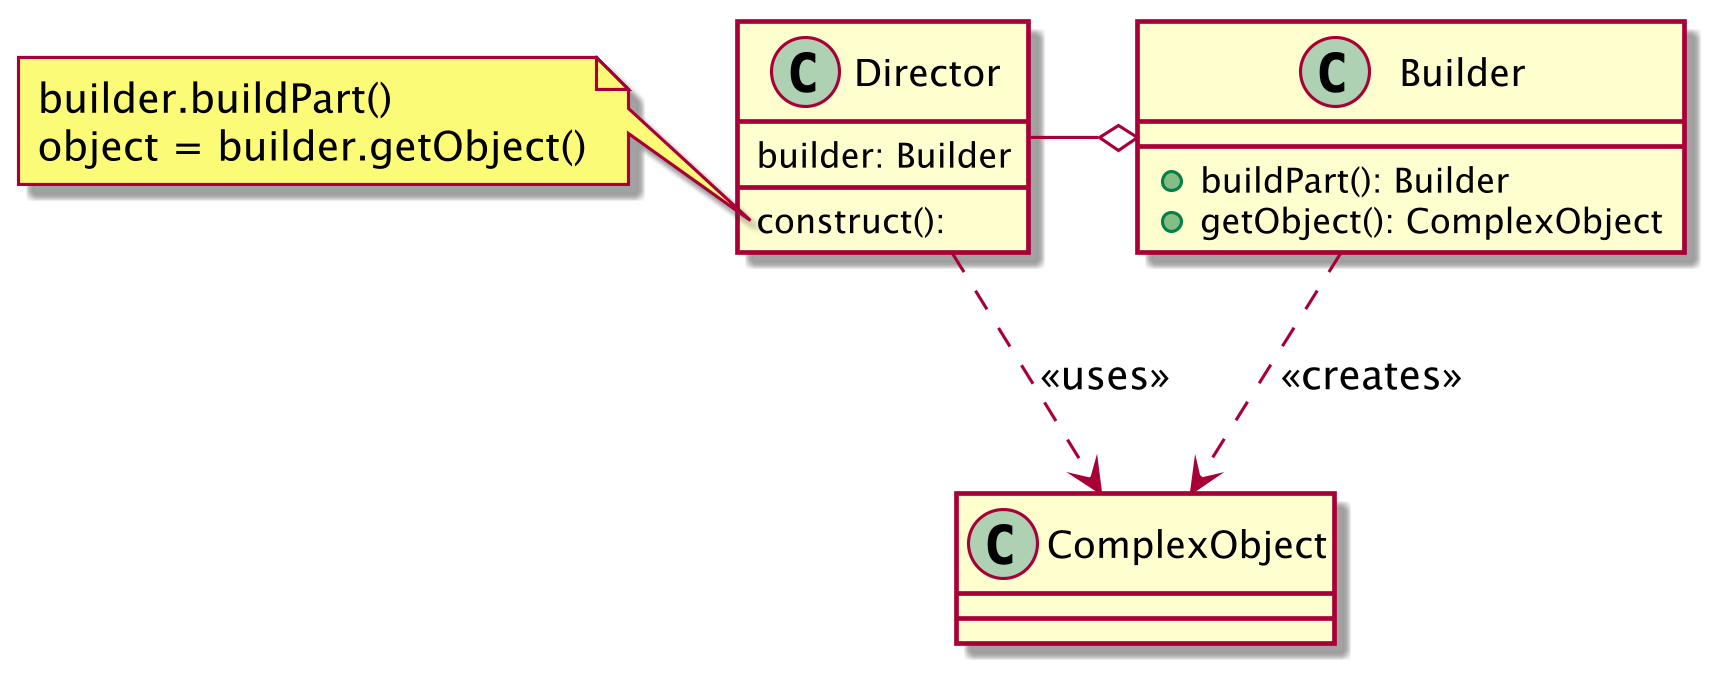 builder.buildPart()
object = builder.getObject()
C Director
builder: Builder
construct():
C Builder
buildPart(): Builder
getObject(): ComplexObject
«uses»
«creates»
C ComplexObject